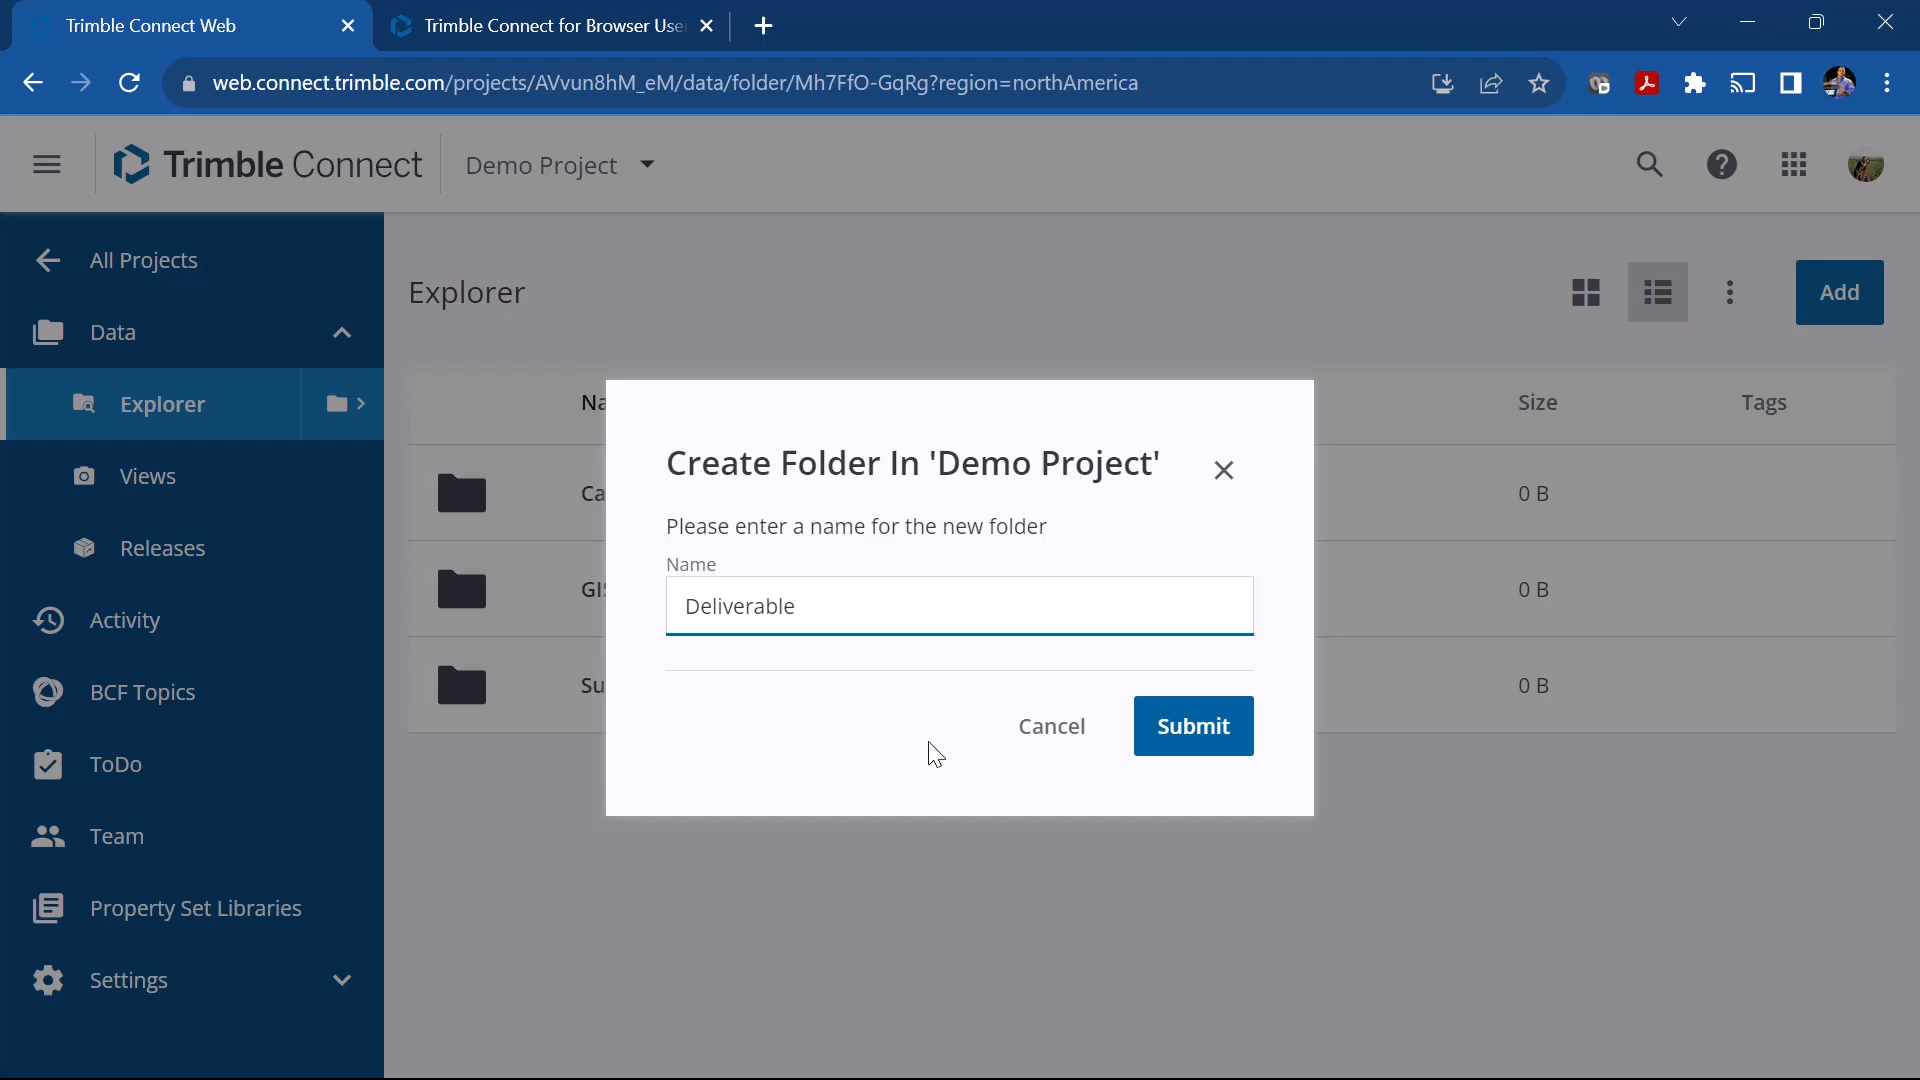 Trimble Connect Web
Trimble Connect for Browser Use
web.connect.trimble.com/projects/AVvun8hM_eM/data/folder/Mh7FfO-GqRg?region=northAmerica
Trimble Connect
Demo Project
All Projects
Data
Explorer
Views
Releases
Activity
BCF Topics
ToDo
Team
Property Set Libraries
Settings
Explorer
Add
Na
Size
Tags
Ca
0 B
GIS
0 B
Su
0 B
Create Folder In 'Demo Project'
Please enter a name for the new folder
Name
Deliverable
Cancel
Submit